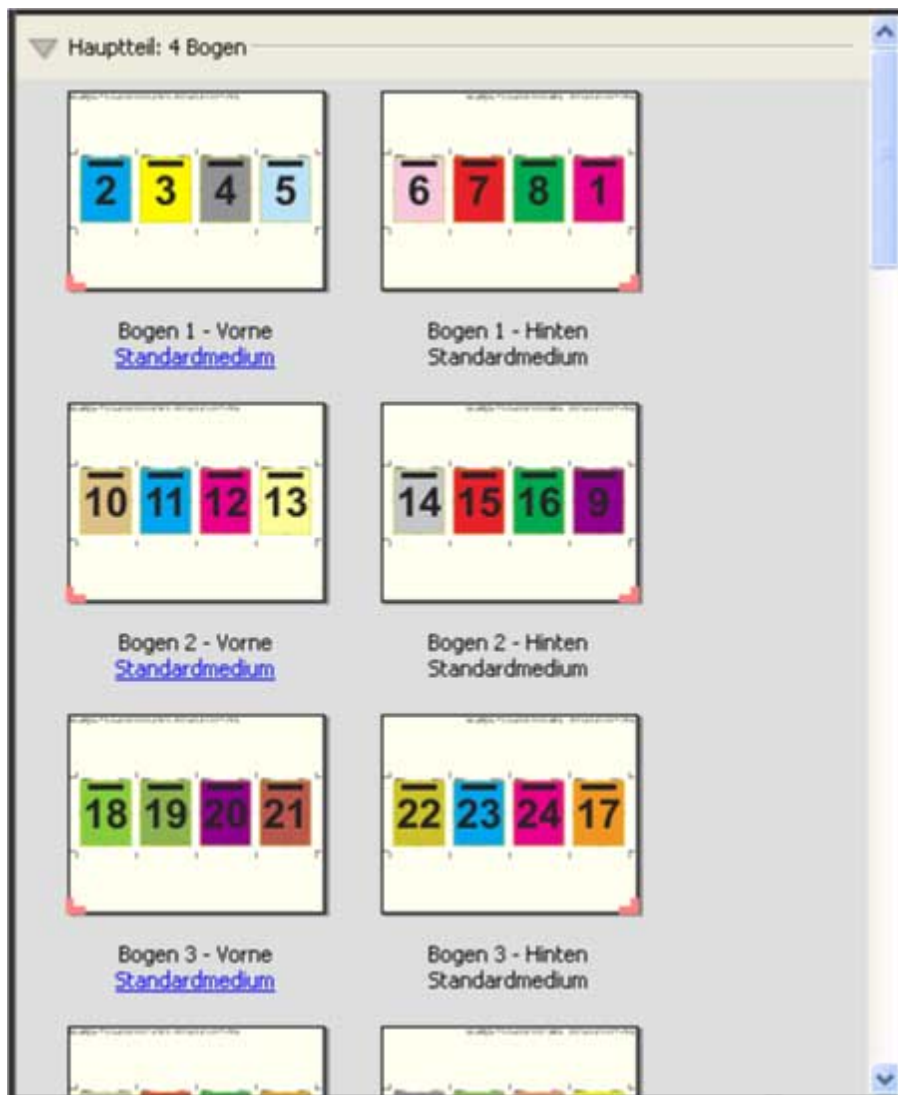 Hauptteil: 4 Bogen
2 3 4 5
6 7 8 1
Bogen 1 - Vorne
Standardmedium
Bogen 1 - Hinten
Standardmedium
10 11 12 13
14 15 16 9
Bogen 2 - Vorne
Standardmedium
Bogen 2 - Hinten
Standardmedium
18 19 20 21
22 23 24 17
Bogen 3 - Vorne
Standardmedium
Bogen 3 - Hinten
Standardmedium